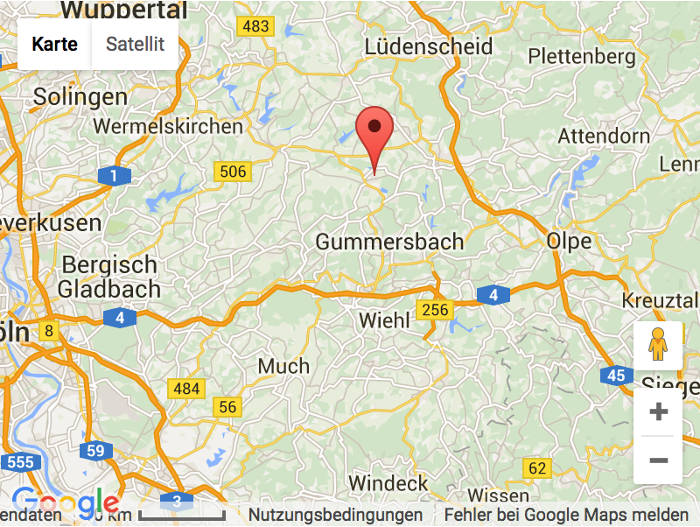 Wuppertal
483
Karte
Satellit
Lüdenscheid
Plettenberg
Solingen
Wermelskirchen
Attendorn
1
506
Lenn
everkusen
Gummersbach
Olpe
Bergisch
Gladbach
4
Kreuztal
256
4
Wiehl
8
öln
Much
45
Siege
484
56
+
59
555
62
−
Windeck
Wissen
3
Google
endaten
km
Nutzungsbedingungen
Fehler bei Google Maps melden